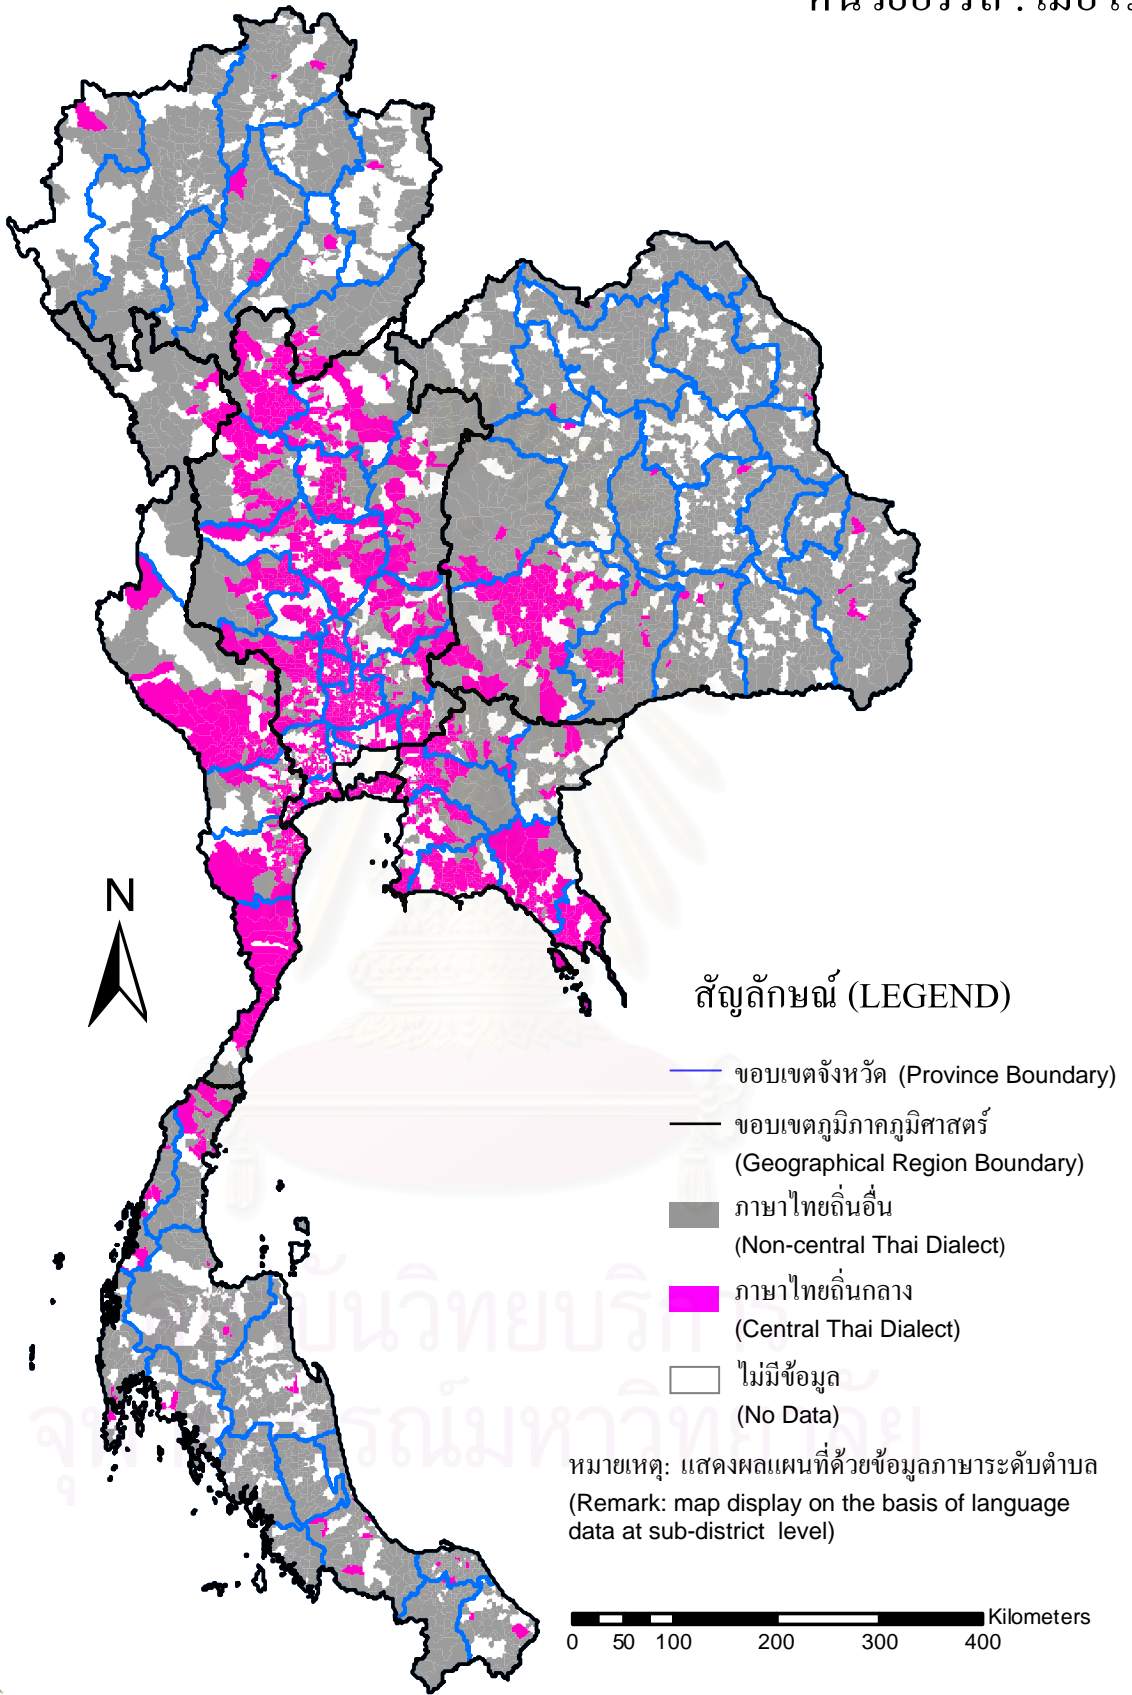 N
สัญลักษณ์ (LEGEND)
ขอบเขตจังหวัด (Province Boundary)
ขอบเขตภูมิภาคภูมิศาสตร์
(Geographical Region Boundary)
ภาษาไทยถิ่นอื่น
(Non-central Thai Dialect)
ภาษาไทยถิ่นกลาง
(Central Thai Dialect)
ไม่มีข้อมูล
(No Data)
หมายเหตุ: แสดงผลแผนที่ด้วยข้อมูลภาษาระดับตำบล
(Remark: map display on the basis of language
data at sub-district level)
Kilometers
0 50 100 200 300 400